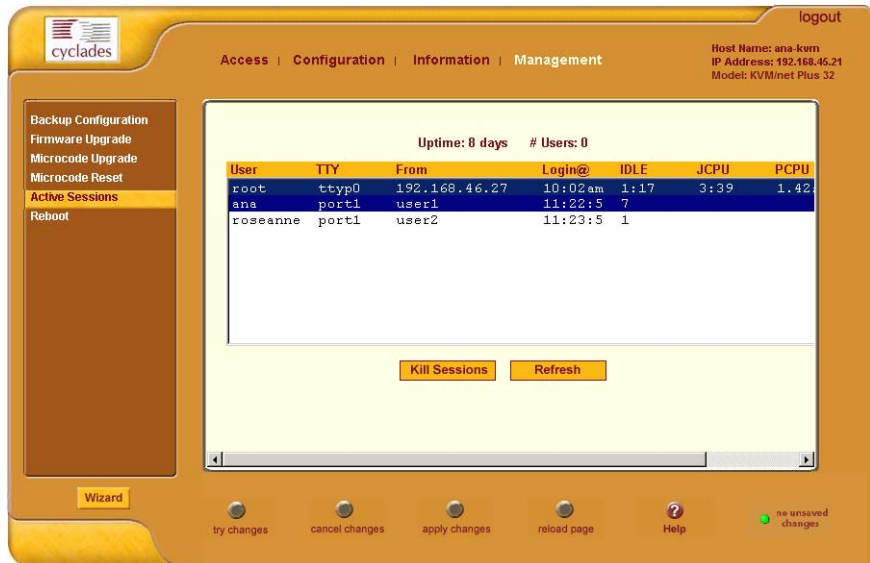 logout
cyclades
Access | Configuration | Information | Management
Host Name: ana-kvm
IP Address: 192.168.45.21
Model: KVM/net Plus 32
Backup Configuration
Firmware Upgrade
Microcode Upgrade
Microcode Reset
Active Sessions
Reboot
Uptime: 8 days # Users: 0
User TTY From Login@ IDLE JCPU PCPU
root ttyp0 192.168.46.27 10:02am 1:17 3:39 1.42
ana port1 user1 11:22:5 7
roseanne port1 user2 11:23:5 1
Kill Sessions Refresh
Wizard
try changes cancel changes apply changes reload page Help
no unsaved
changes